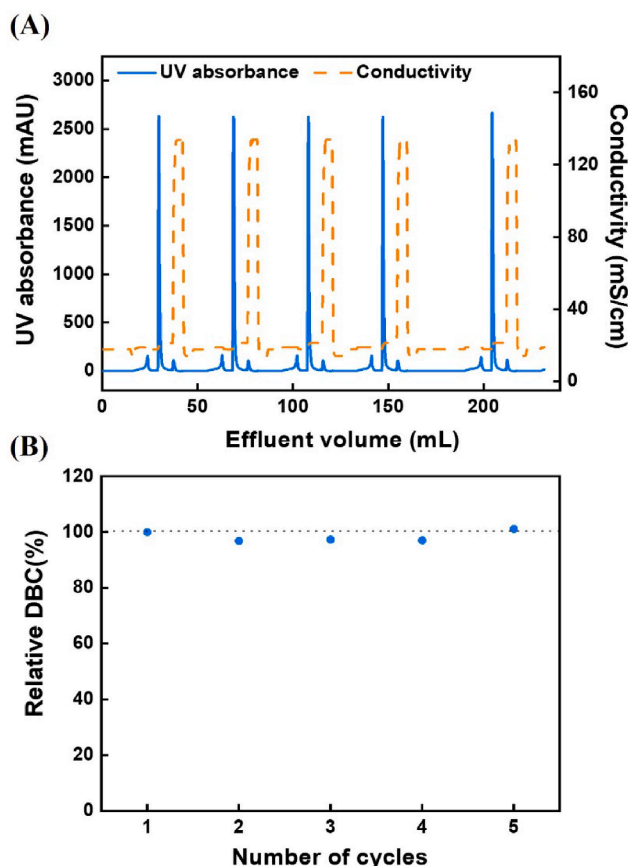 (A)
UV absorbance
Conductivity
UV absorbance (mAU)
3000
2500
2000
1500
1000
500
0
160
120
80
40
0
Conductivity (mS/cm)
0 50 100 150 200
Effluent volume (mL)
(B)
Relative DBC(%)
120
100
80
60
40
20
0
1 2 3 4 5
Number of cycles